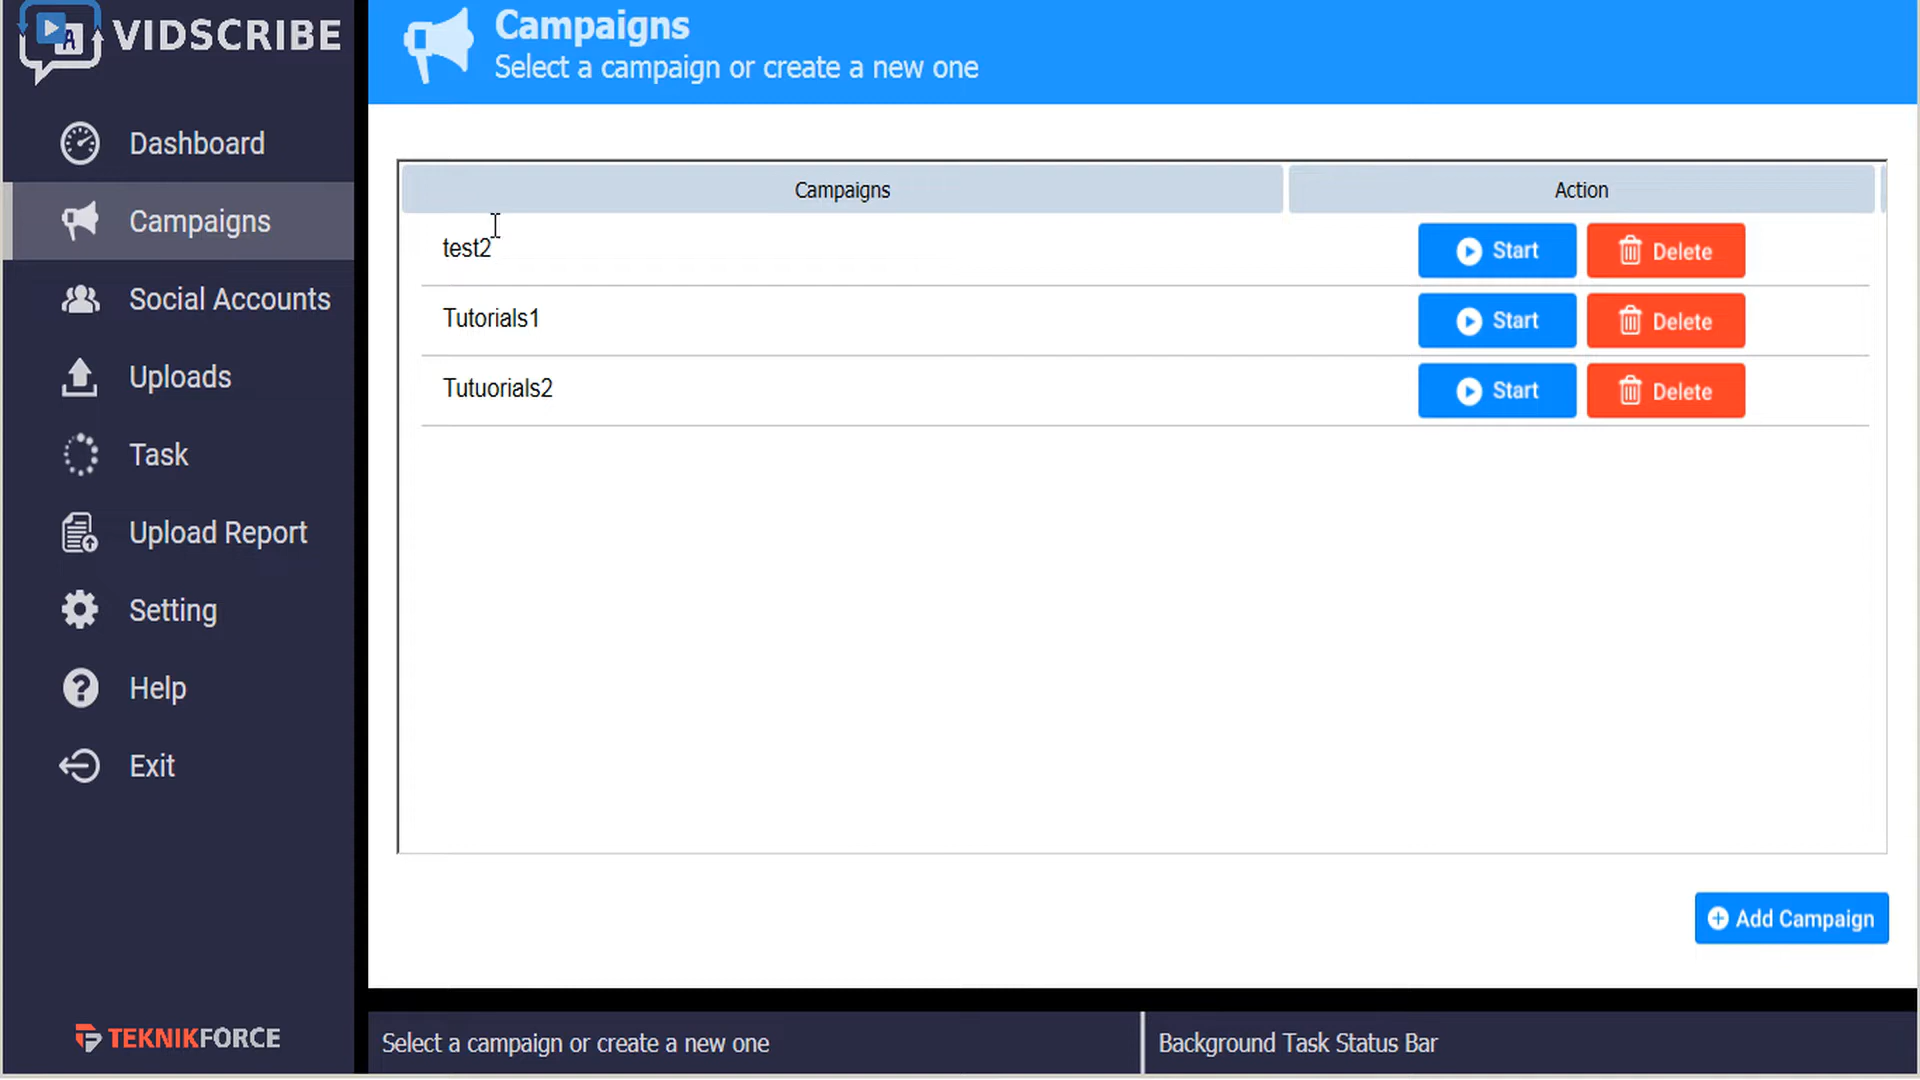 A
VIDSCRIBE
Campaigns
Select a campaign or create a new one
Dashboard
Campaigns
Social Accounts
Uploads
Task
Upload Report
Setting
Help
Exit
TEKNIKFORCE
Campaigns Action
test2 Start Delete
Tutorials1 Start Delete
Tutuorials2 Start Delete
Add Campaign
Select a campaign or create a new one
Background Task Status Bar